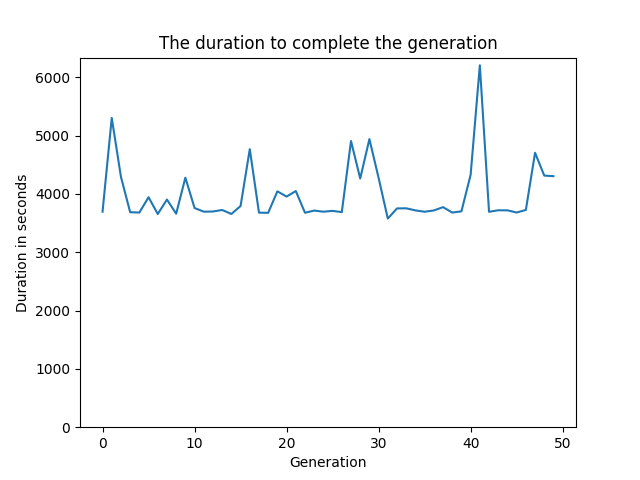 The duration to complete the generation
6000
5000
4000
3000
2000
1000
0
Duration in seconds
0 10 20 30 40 50
Generation